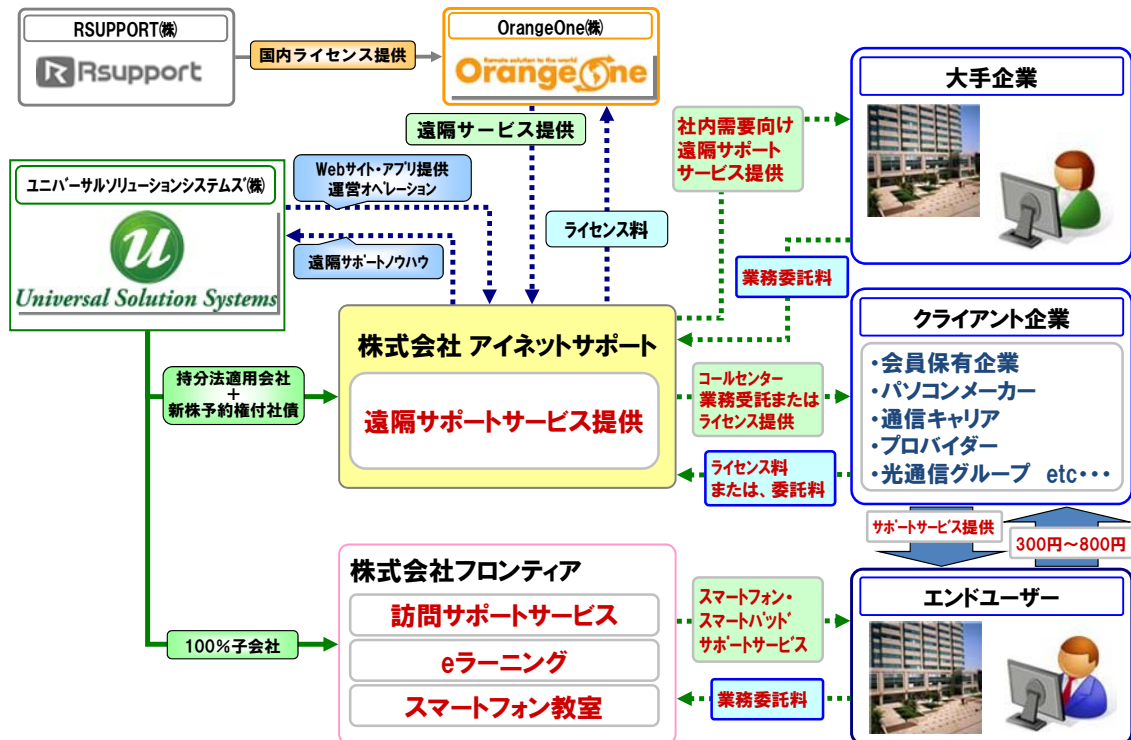 RSUPPORT㈱
Rsupport
国内ライセンス提供
OrangeOne㈱
Remote solution to the world
OrangeOne
大手企業
遠隔サービス提供
社内需要向け
遠隔サポート
サービス提供
ユニバーサルソリューションシステムズ㈱
u
Universal Solution Systems
Webサイト・アプリ提供
運営オペレーション
ライセンス料
遠隔サポートノウハウ
業務委託料
株式会社 アイネットサポート
遠隔サポートサービス提供
クライアント企業
・会員保有企業
・パソコンメーカー
・通信キャリア
・プロバイダー
・光通信グループ etc・・・
持分法適用会社
＋
新株予約権付社債
コールセンター
業務受託または
ライセンス提供
ライセンス料
または、委託料
サポートサービス提供
300円～800円
株式会社フロンティア
訪問サポートサービス
eラーニング
スマートフォン教室
100%子会社
スマートフォン・
スマートパッド
サポートサービス
業務委託料
エンドユーザー